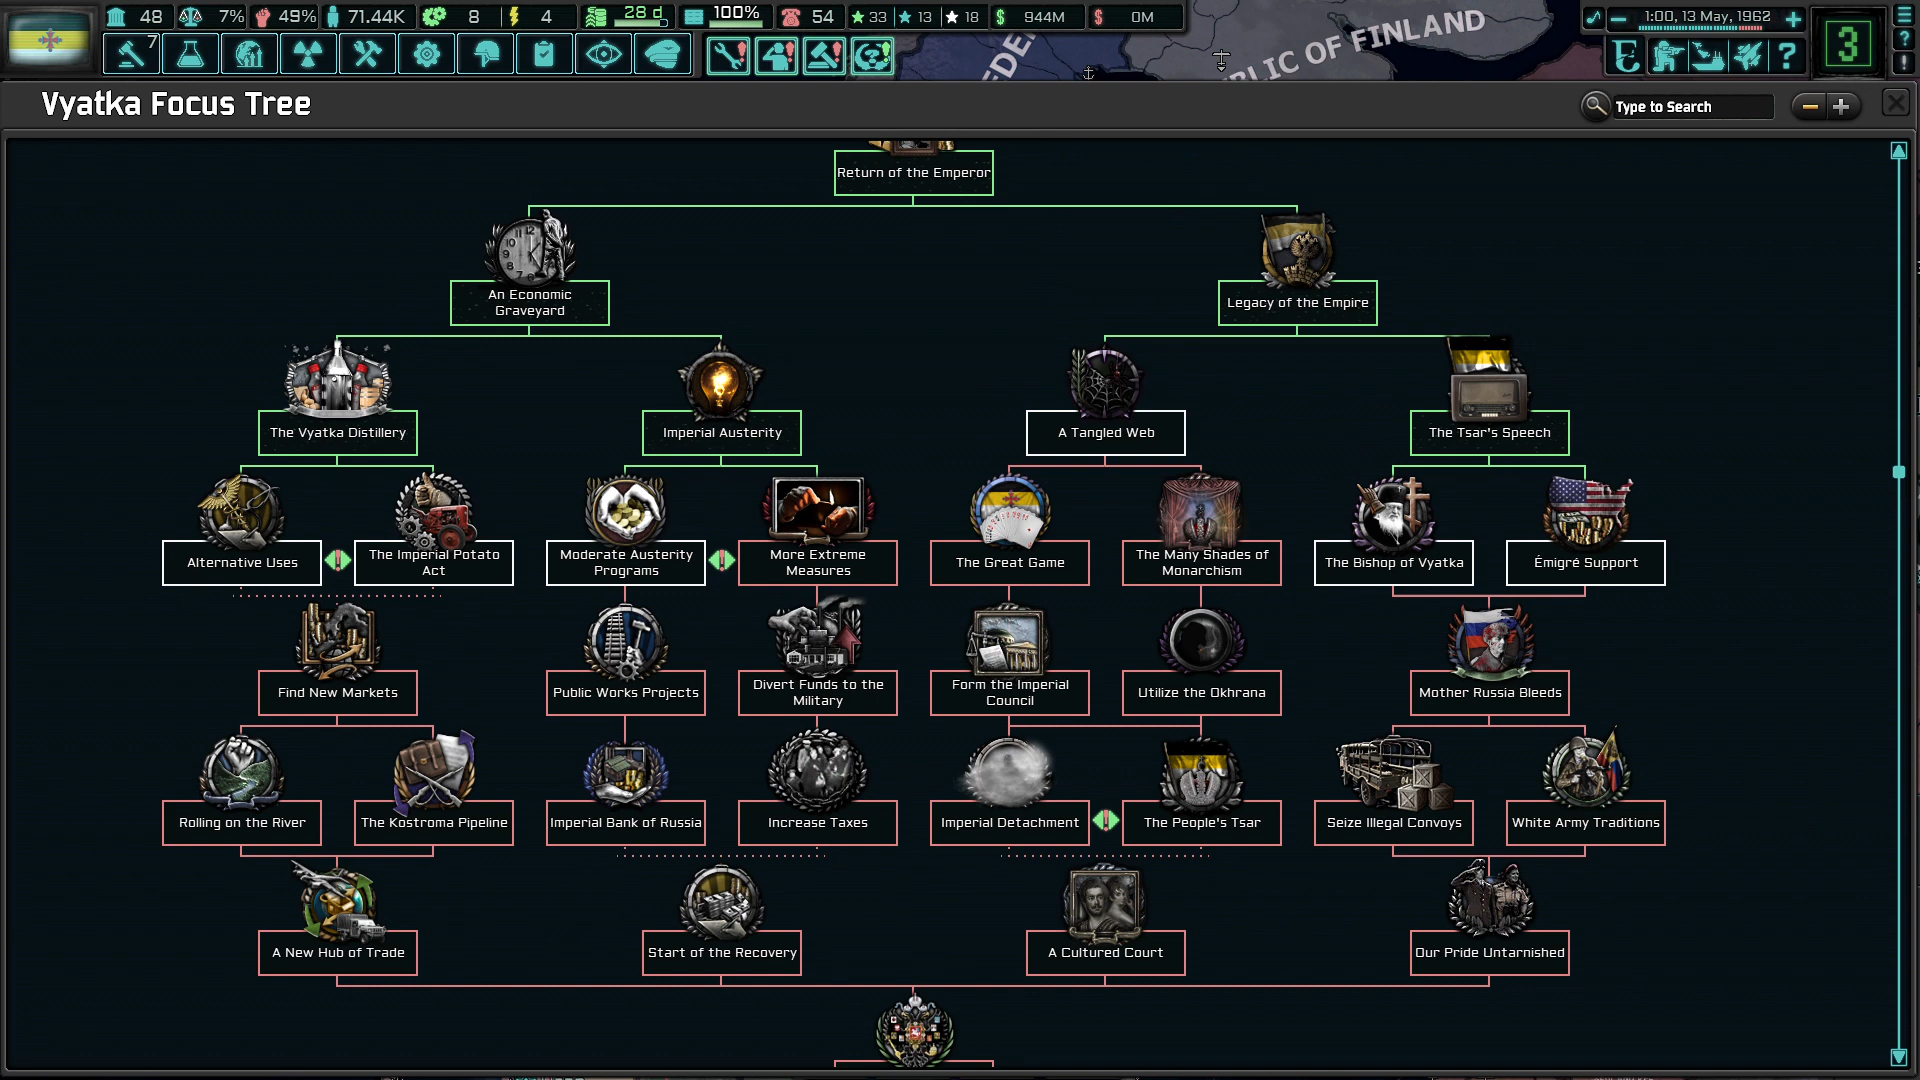 48 7% 49% 71.44K 8 4 28 d 100% 54 33 13 18 $ 944M $ 0M
1:00, 13 May, 1962
7
3
REPUBLIC OF FINLAND
Vyatka Focus Tree
Type to Search
Return of the Emperor
An Economic
Graveyard
Legacy of the Empire
The Vyatka Distillery
Imperial Austerity
A Tangled Web
The Tsar's Speech
Alternative Uses
The Imperial Potato
Act
Moderate Austerity
Programs
More Extreme
Measures
The Great Game
The Many Shades of
Monarchism
The Bishop of Vyatka
Émigré Support
Find New Markets
Public Works Projects
Divert Funds to the
Military
Form the Imperial
Council
Utilize the Okhrana
Mother Russia Bleeds
Rolling on the River
The Kostroma Pipeline
Imperial Bank of Russia
Increase Taxes
Imperial Detachment
The People's Tsar
Seize Illegal Convoys
White Army Traditions
A New Hub of Trade
Start of the Recovery
A Cultured Court
Our Pride Untarnished